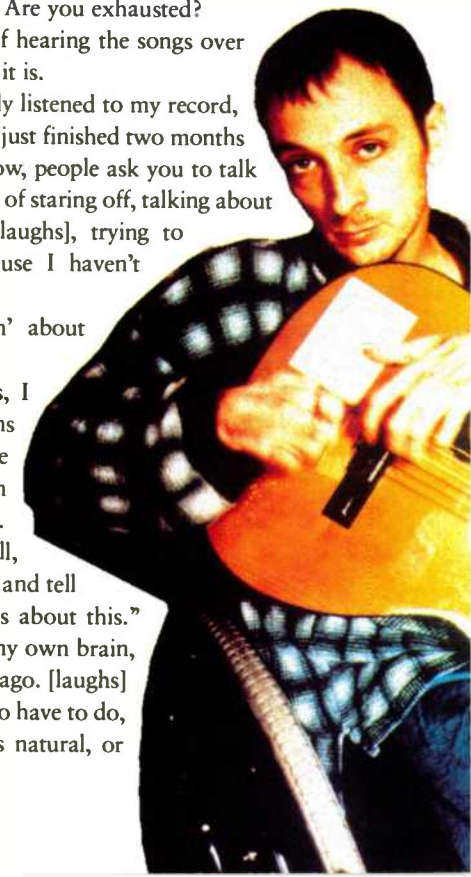 Are you exhausted?
f hearing the songs over
it is.
ly listened to my record,
just finished two months
ow, people ask you to talk
of staring off, talking about
laughs], trying to
use I haven't
n' about
s, I
ns
e
n
.
ll,
and tell
s about this."
ny own brain,
ago. [laughs]
o have to do,
s natural, or